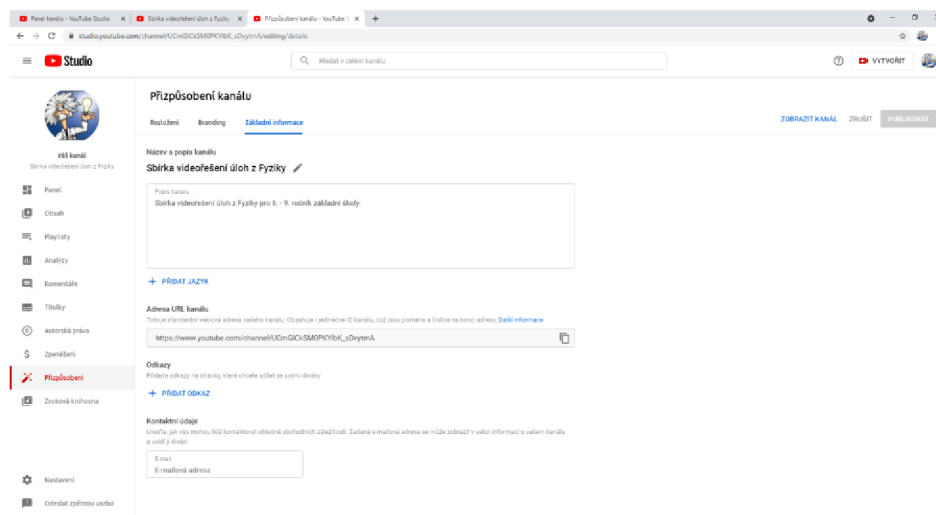 Panel kanálu - YouTube Studio
Sbírka videořešení úloh z Fyziky
Přizpůsobení kanálu - YouTube S
studio.youtube.com/channel/UCmGlCkSM0PKYlbK_sDvytmA/editing/details
Studio
Hledat v celém kanálu
VYTVOŘIT
Přizpůsobení kanálu
Rozložení
Branding
Základní informace
ZOBRAZIT KANÁL
ZRUŠIT
PUBLIKOVAT
Váš kanál
Sbírka videořešení úloh z Fyziky
Panel
Obsah
Playlisty
Analýzy
Komentáře
Titulky
Autorská práva
Zpeněžení
Přizpůsobení
Zvuková knihovna
Nastavení
Odeslat zpětnou vazbu
Název a popis kanálu
Sbírka videořešení úloh z Fyziky
Popis kanálu
Sbírka videořešení úloh z Fyziky pro 6. - 9. ročník základní školy.
+ PŘIDAT JAZYK
Adresa URL kanálu
Toto je standardní webová adresa vašeho kanálu. Obsahuje i jedinečné ID kanálu, což jsou písmena a číslice na konci adresy. Další informace
https://www.youtube.com/channel/UCmGlCkSM0PKYlbK_sDvytmA
Odkazy
Přidejte odkazy na stránky, které chcete sdílet se svými diváky
+ PŘIDAT ODKAZ
Kontaktní údaje
Uveďte, jak vás mohou lidé kontaktovat ohledně obchodních záležitostí. Zadaná e-mailová adresa se může zobrazit v sekci Informací o vašem kanálu
a uvidí ji diváci.
E-mail
E-mailová adresa